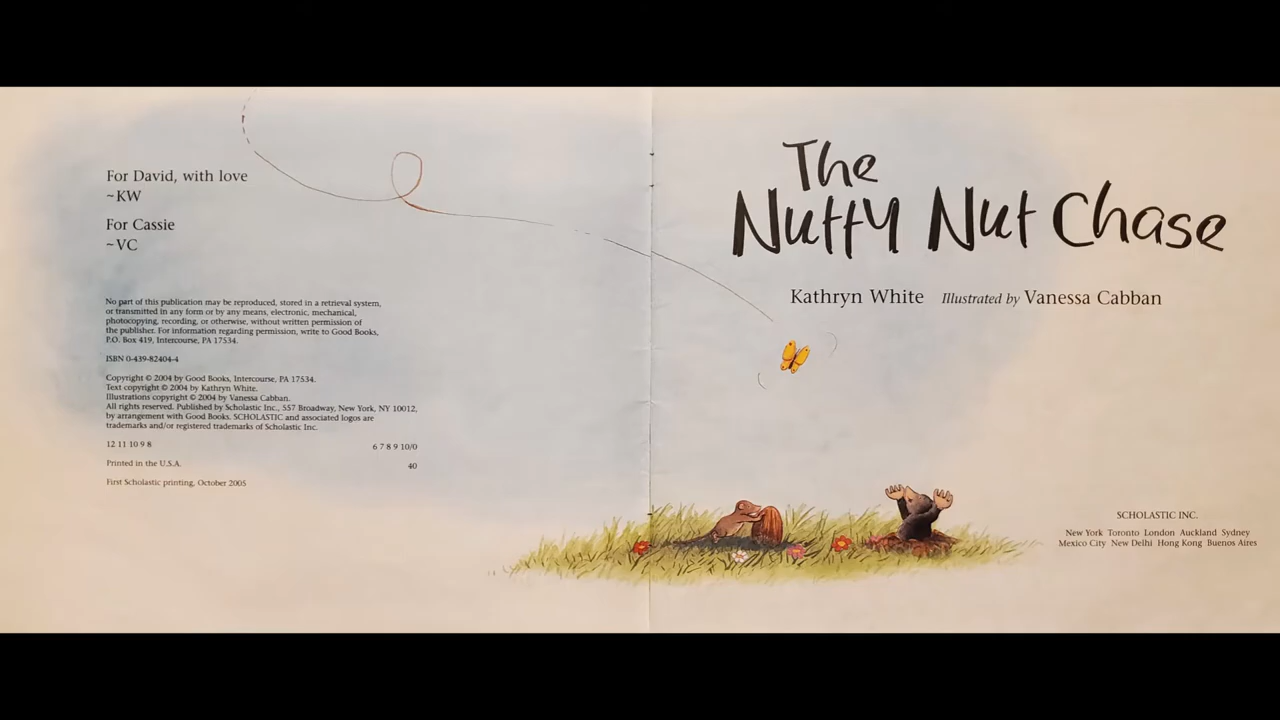 For David, with love
~KW
For Cassie
~VC
No part of this publication may be reproduced, stored in a retrieval system,
or transmitted in any form or by any means, electronic, mechanical,
photocopying, recording, or otherwise, without written permission of
the publisher. For information regarding permission, write to Good Books,
P.O. Box 419, Intercourse, PA 17534.
ISBN 0-439-82404-4
Copyright © 2004 by Good Books, Intercourse, PA 17534.
Text copyright © 2004 by Kathryn White.
Illustrations copyright © 2004 by Vanessa Cabban.
All rights reserved. Published by Scholastic Inc., 557 Broadway, New York, NY 10012,
by arrangement with Good Books. SCHOLASTIC and associated logos are
trademarks and/or registered trademarks of Scholastic Inc.
12 11 10 9 8 6 7 8 9 10/0
Printed in the U.S.A. 40
First Scholastic printing, October 2005
The
Nutty Nut Chase
Kathryn White Illustrated by Vanessa Cabban
SCHOLASTIC INC.
New York Toronto London Auckland Sydney
Mexico City New Delhi Hong Kong Buenos Aires